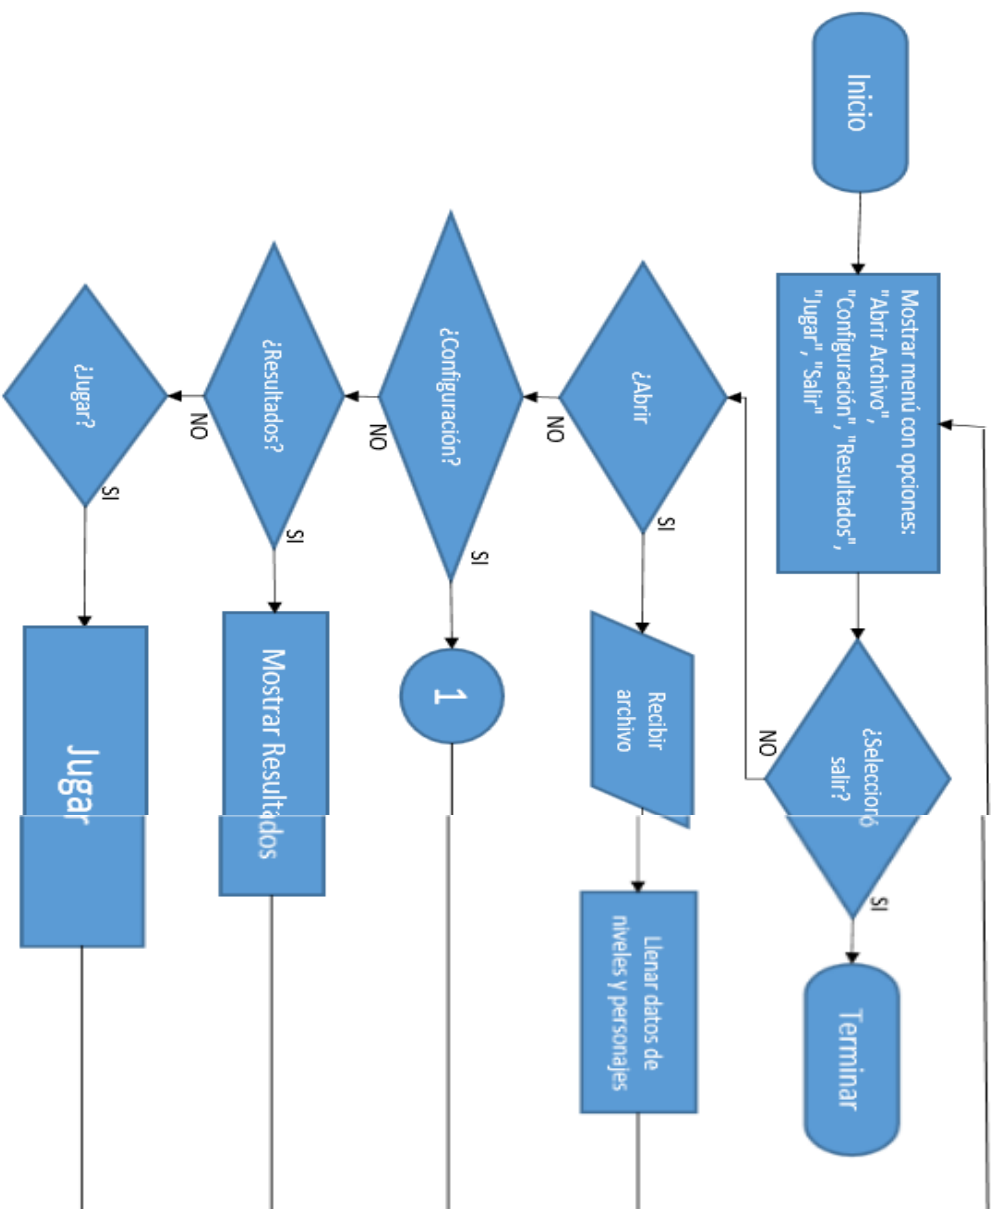 Inicio
Mostrar menú con opciones:
"Abrir Archivo",
"Configuración", "Resultados",
"Jugar", "Salir"
¿Seleccionó
salir?
SI
Terminar
NO
¿Abrir
SI
Recibir
archivo
Llenar datos de
niveles y personajes
NO
¿Configuración?
SI
1
NO
¿Resultados?
SI
Mostrar Resultados
NO
¿Jugar?
SI
Jugar